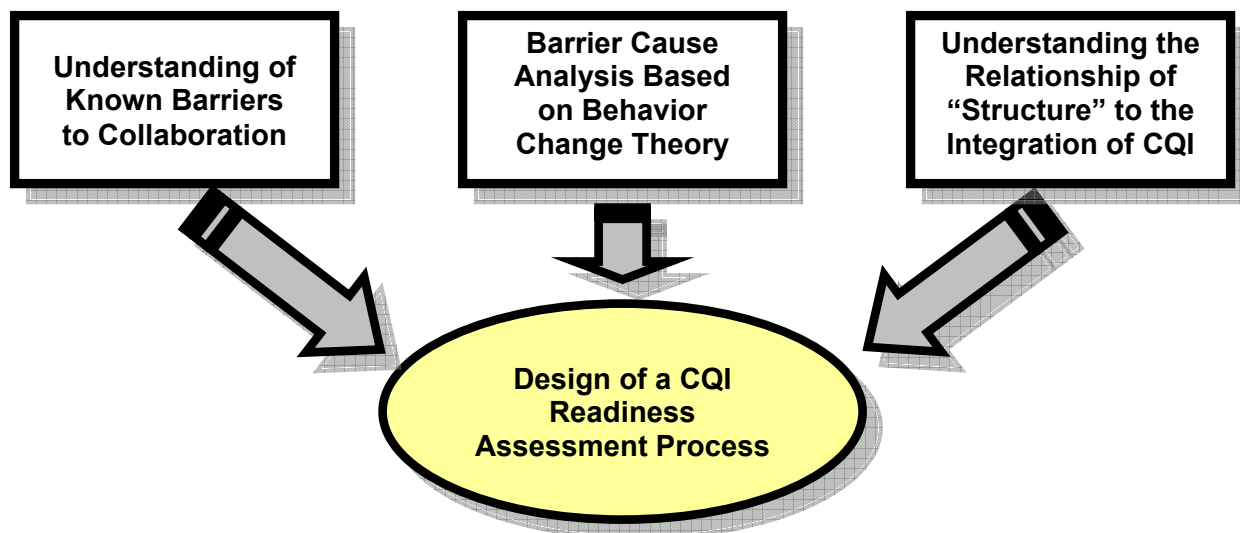 Understanding of
Known Barriers
to Collaboration
Barrier Cause
Analysis Based
on Behavior
Change Theory
Understanding the
Relationship of
“Structure” to the
Integration of CQI
Design of a CQI
Readiness
Assessment Process